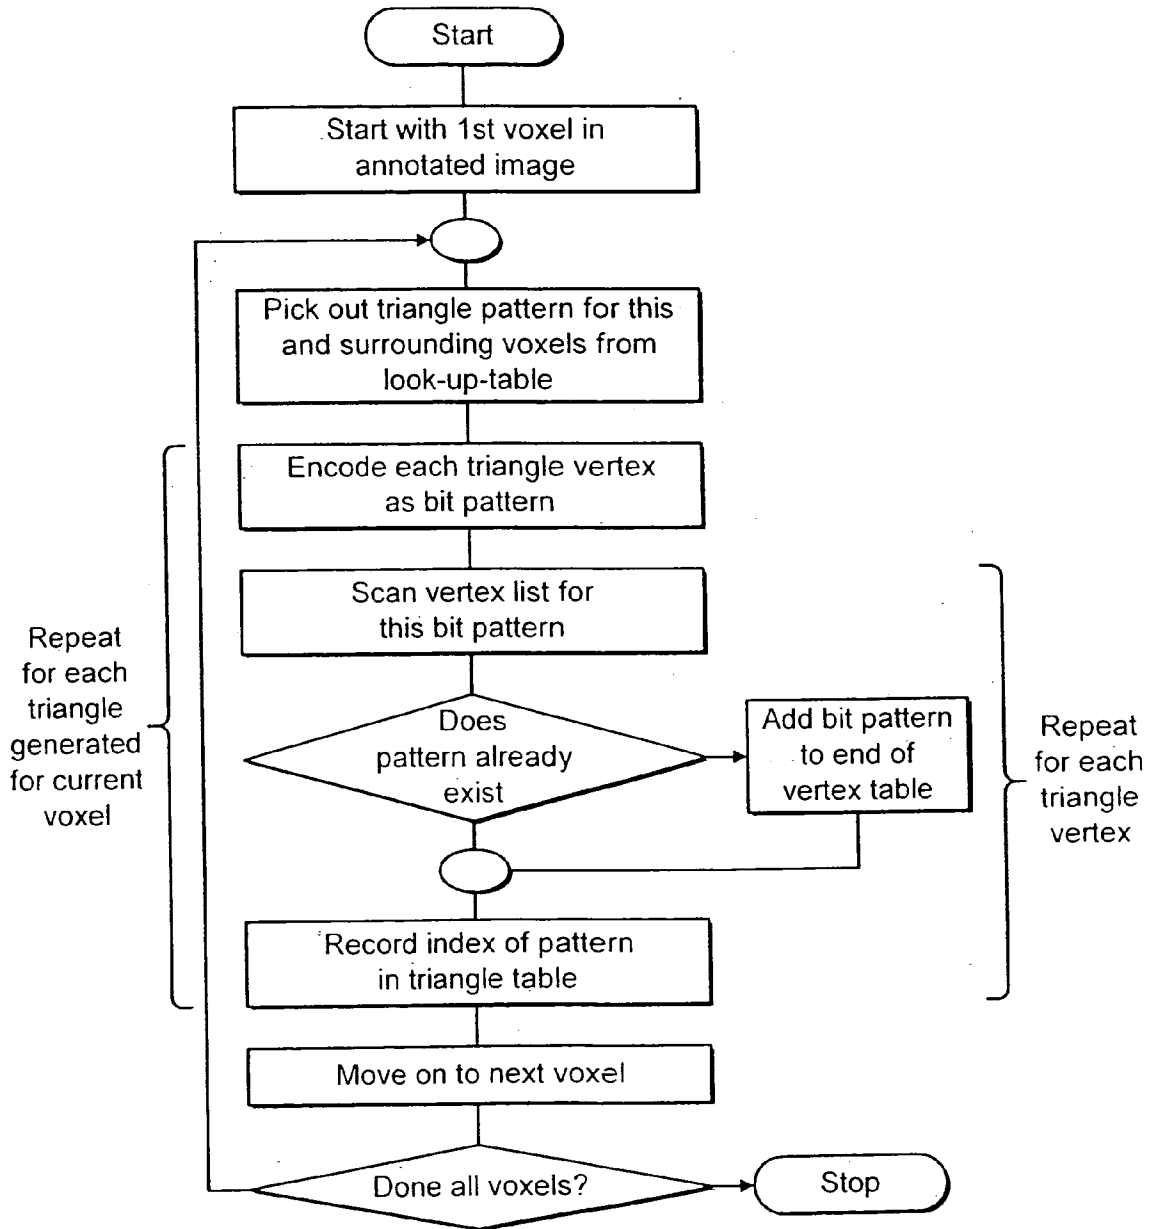 Start
Start with 1st voxel in
annotated image
Pick out triangle pattern for this
and surrounding voxels from
look-up-table
Encode each triangle vertex
as bit pattern
Scan vertex list for
this bit pattern
Repeat
for each
triangle
generated
for current
voxel
Does
pattern already
exist
Add bit pattern
to end of
vertex table
Repeat
for each
triangle
vertex
Record index of pattern
in triangle table
Move on to next voxel
Done all voxels?
Stop